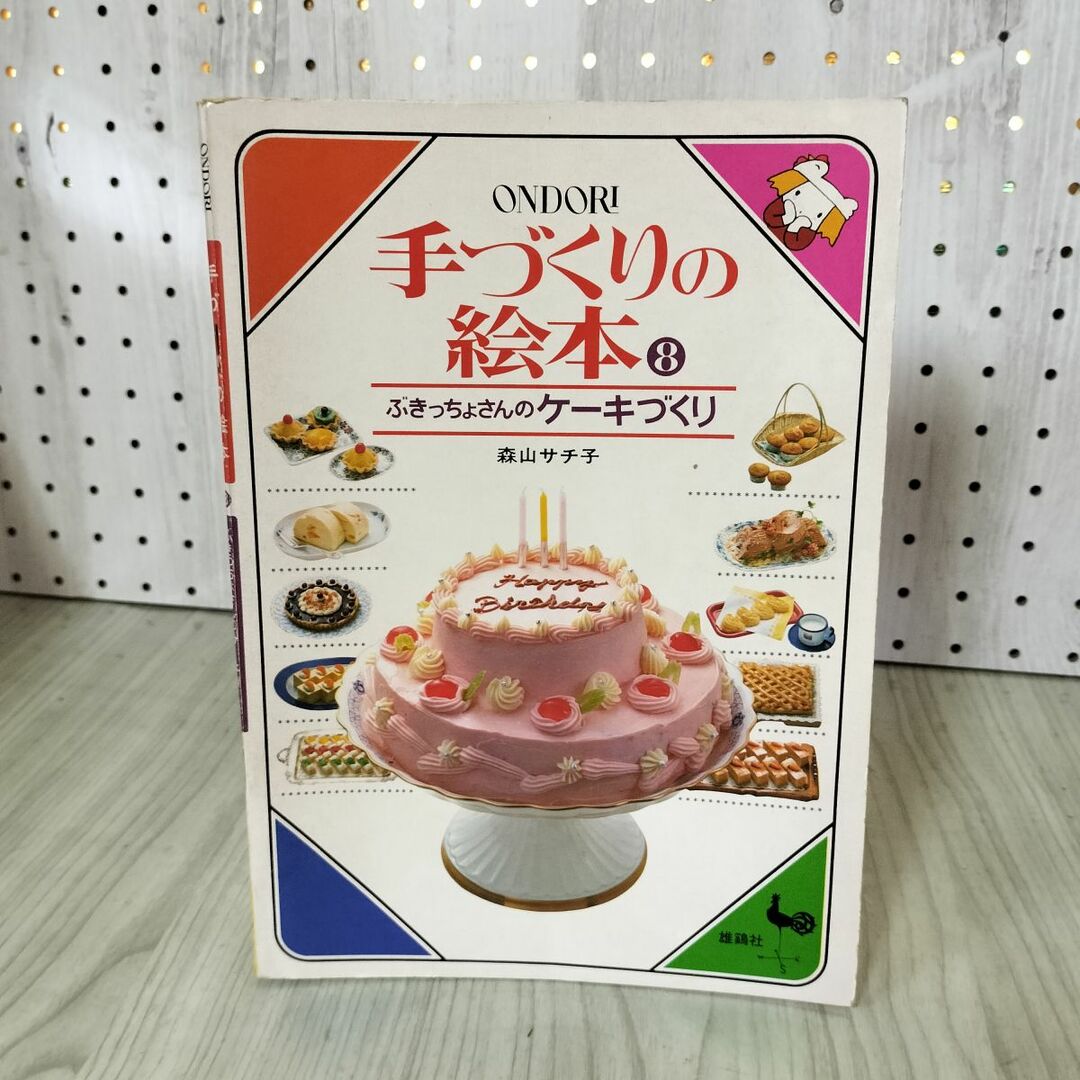 ONDORI
手づくりの
絵本8
ぶきっちょさんのケーキづくり
森山サチ子
Happy
Birthday
雄鶏社
S
ONDORI